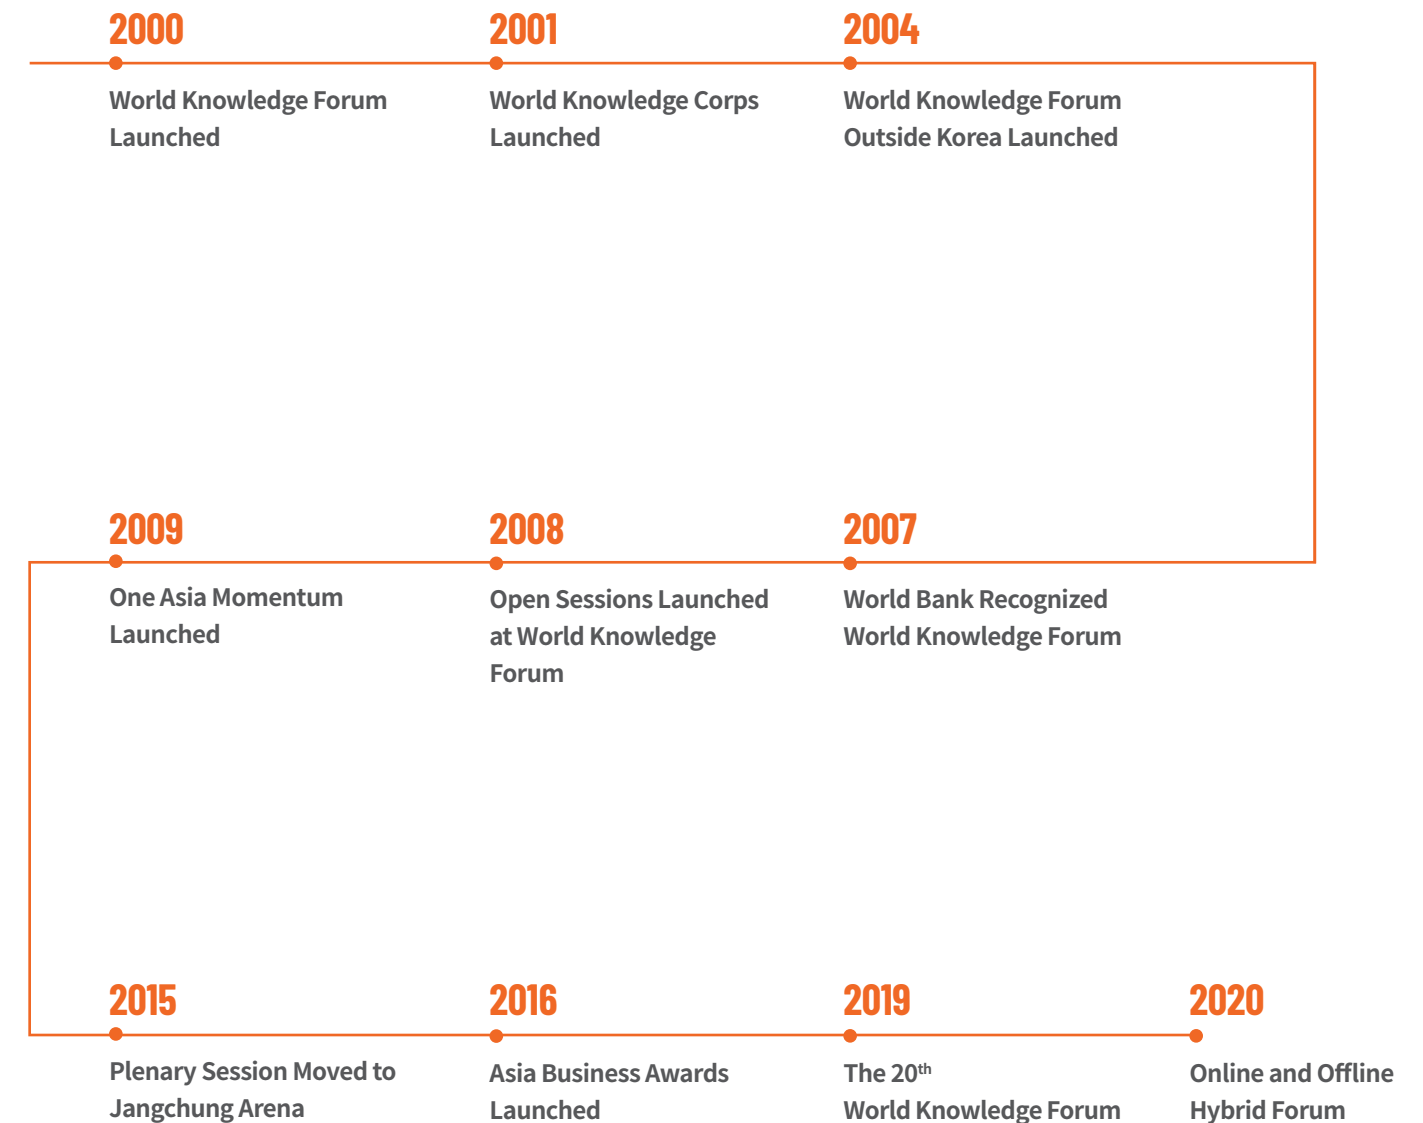 2000
World Knowledge Forum
Launched
2001
World Knowledge Corps
Launched
2004
World Knowledge Forum
Outside Korea Launched
2009
One Asia Momentum
Launched
2008
Open Sessions Launched
at World Knowledge
Forum
2007
World Bank Recognized
World Knowledge Forum
2015
Plenary Session Moved to
Jangchung Arena
2016
Asia Business Awards
Launched
2019
The 20th
World Knowledge Forum
2020
Online and Offline
Hybrid Forum